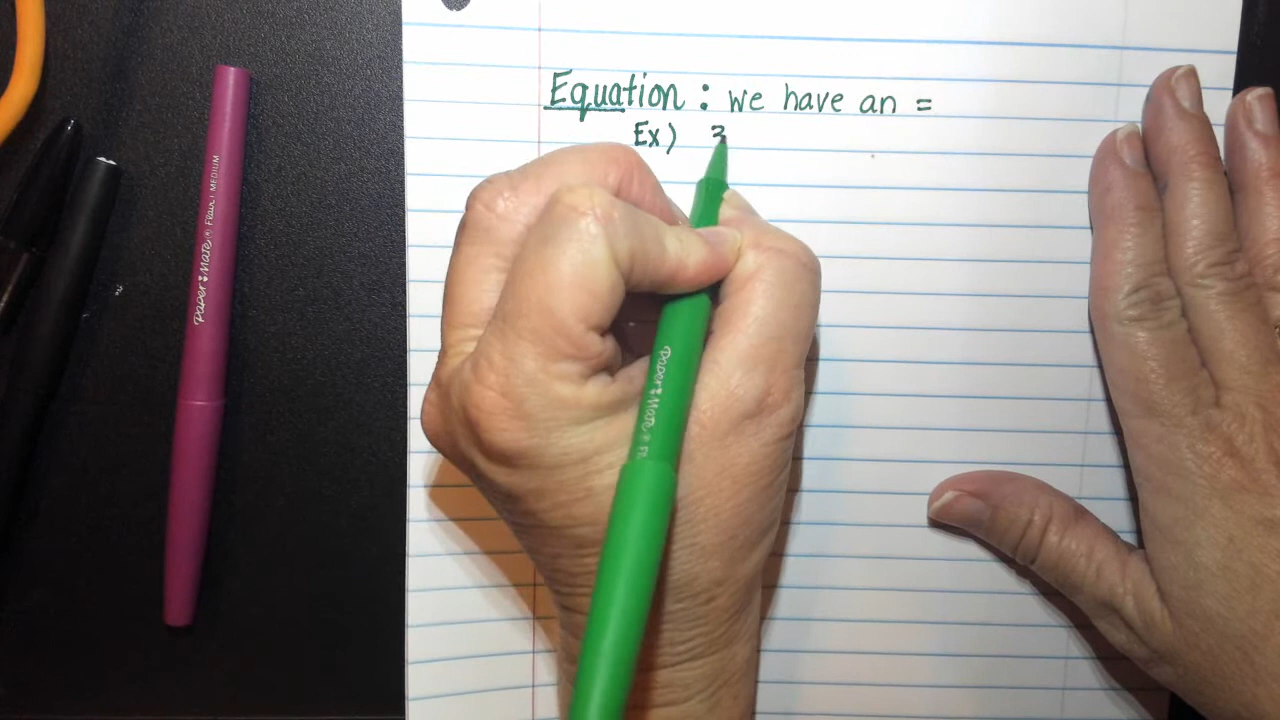 Equation : we have an =
Ex) 3
Paper Mate® Flair! MEDIUM
Paper Mate®